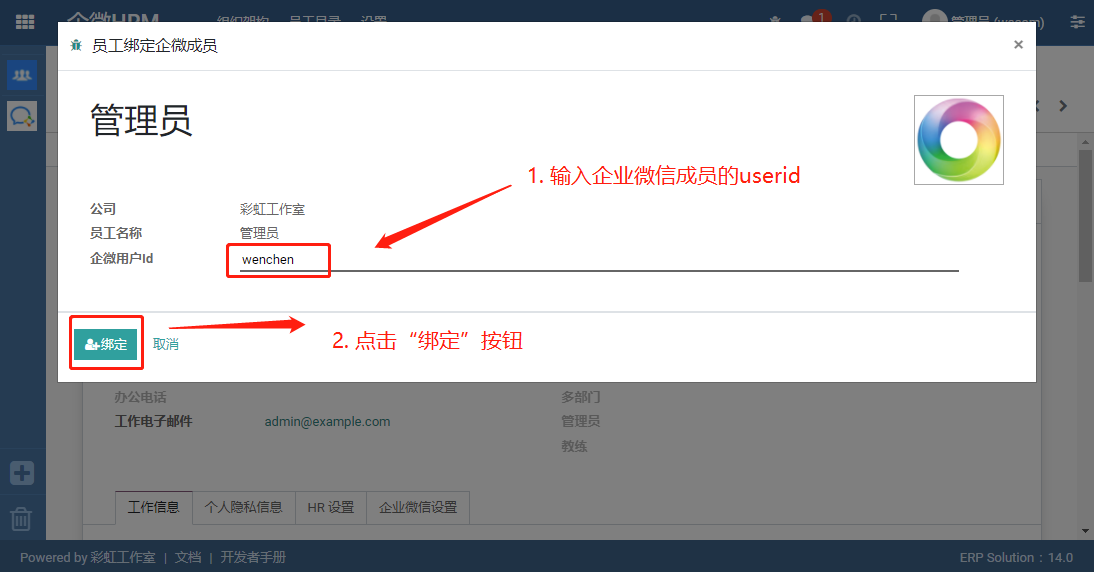 企微HRM 组织架构 员工目录 设置 1 管理员 (wecom)
员工绑定企微成员 ×
管理员
1. 输入企业微信成员的userid
公司 彩虹工作室
员工名称 管理员
企微用户Id wenchen
绑定 取消
2. 点击“绑定”按钮
办公电话 多部门
工作电子邮件 admin@example.com 管理员
教练
工作信息 个人隐私信息 HR 设置 企业微信设置
Powered by 彩虹工作室 | 文档 | 开发者手册 ERP Solution：14.0